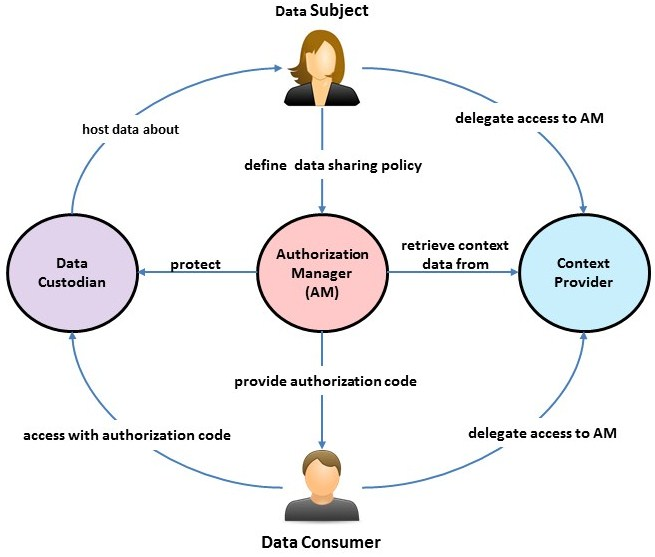 Data Subject
host data about
delegate access to AM
define data sharing policy
Data
Custodian
protect
Authorization
Manager
(AM)
retrieve context
data from
Context
Provider
provide authorization code
access with authorization code
delegate access to AM
Data Consumer